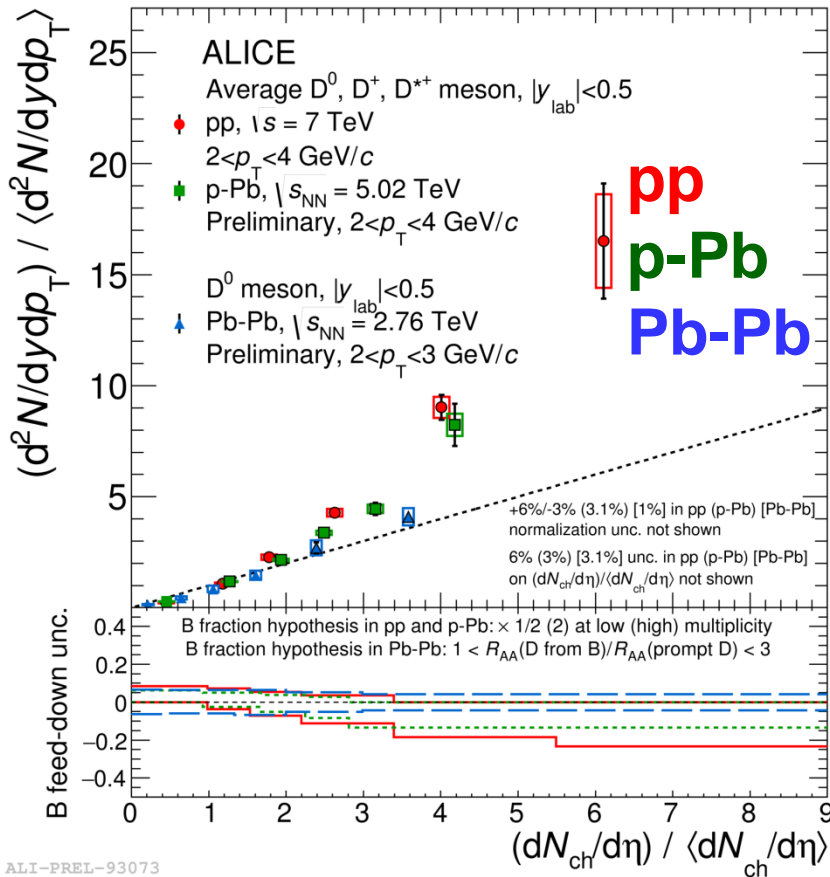 ALICE
Average D⁰, D⁺, D*⁺ meson, |y_lab|<0.5
pp, √s = 7 TeV
2<p_T<4 GeV/c
p-Pb, √s_NN = 5.02 TeV
Preliminary, 2<p_T<4 GeV/c
D⁰ meson, |y_lab|<0.5
Pb-Pb, √s_NN = 2.76 TeV
Preliminary, 2<p_T<3 GeV/c
pp
p-Pb
Pb-Pb
+6%/-3% (3.1%) [1%] in pp (p-Pb) [Pb-Pb]
normalization unc. not shown
6% (3%) [3.1%] unc. in pp (p-Pb) [Pb-Pb]
on (dN_ch/dη)/⟨dN_ch/dη⟩ not shown
(d²N/dydp_T) / ⟨d²N/dydp_T⟩
25
20
15
10
5
B fraction hypothesis in pp and p-Pb: × 1/2 (2) at low (high) multiplicity
B fraction hypothesis in Pb-Pb: 1 < R_AA(D from B)/R_AA(prompt D) < 3
B feed-down unc.
0.4
0.2
0
−0.2
−0.4
0 1 2 3 4 5 6 7 8 9
(dN_ch/dη) / ⟨dN_ch/dη⟩
ALI-PREL-93073